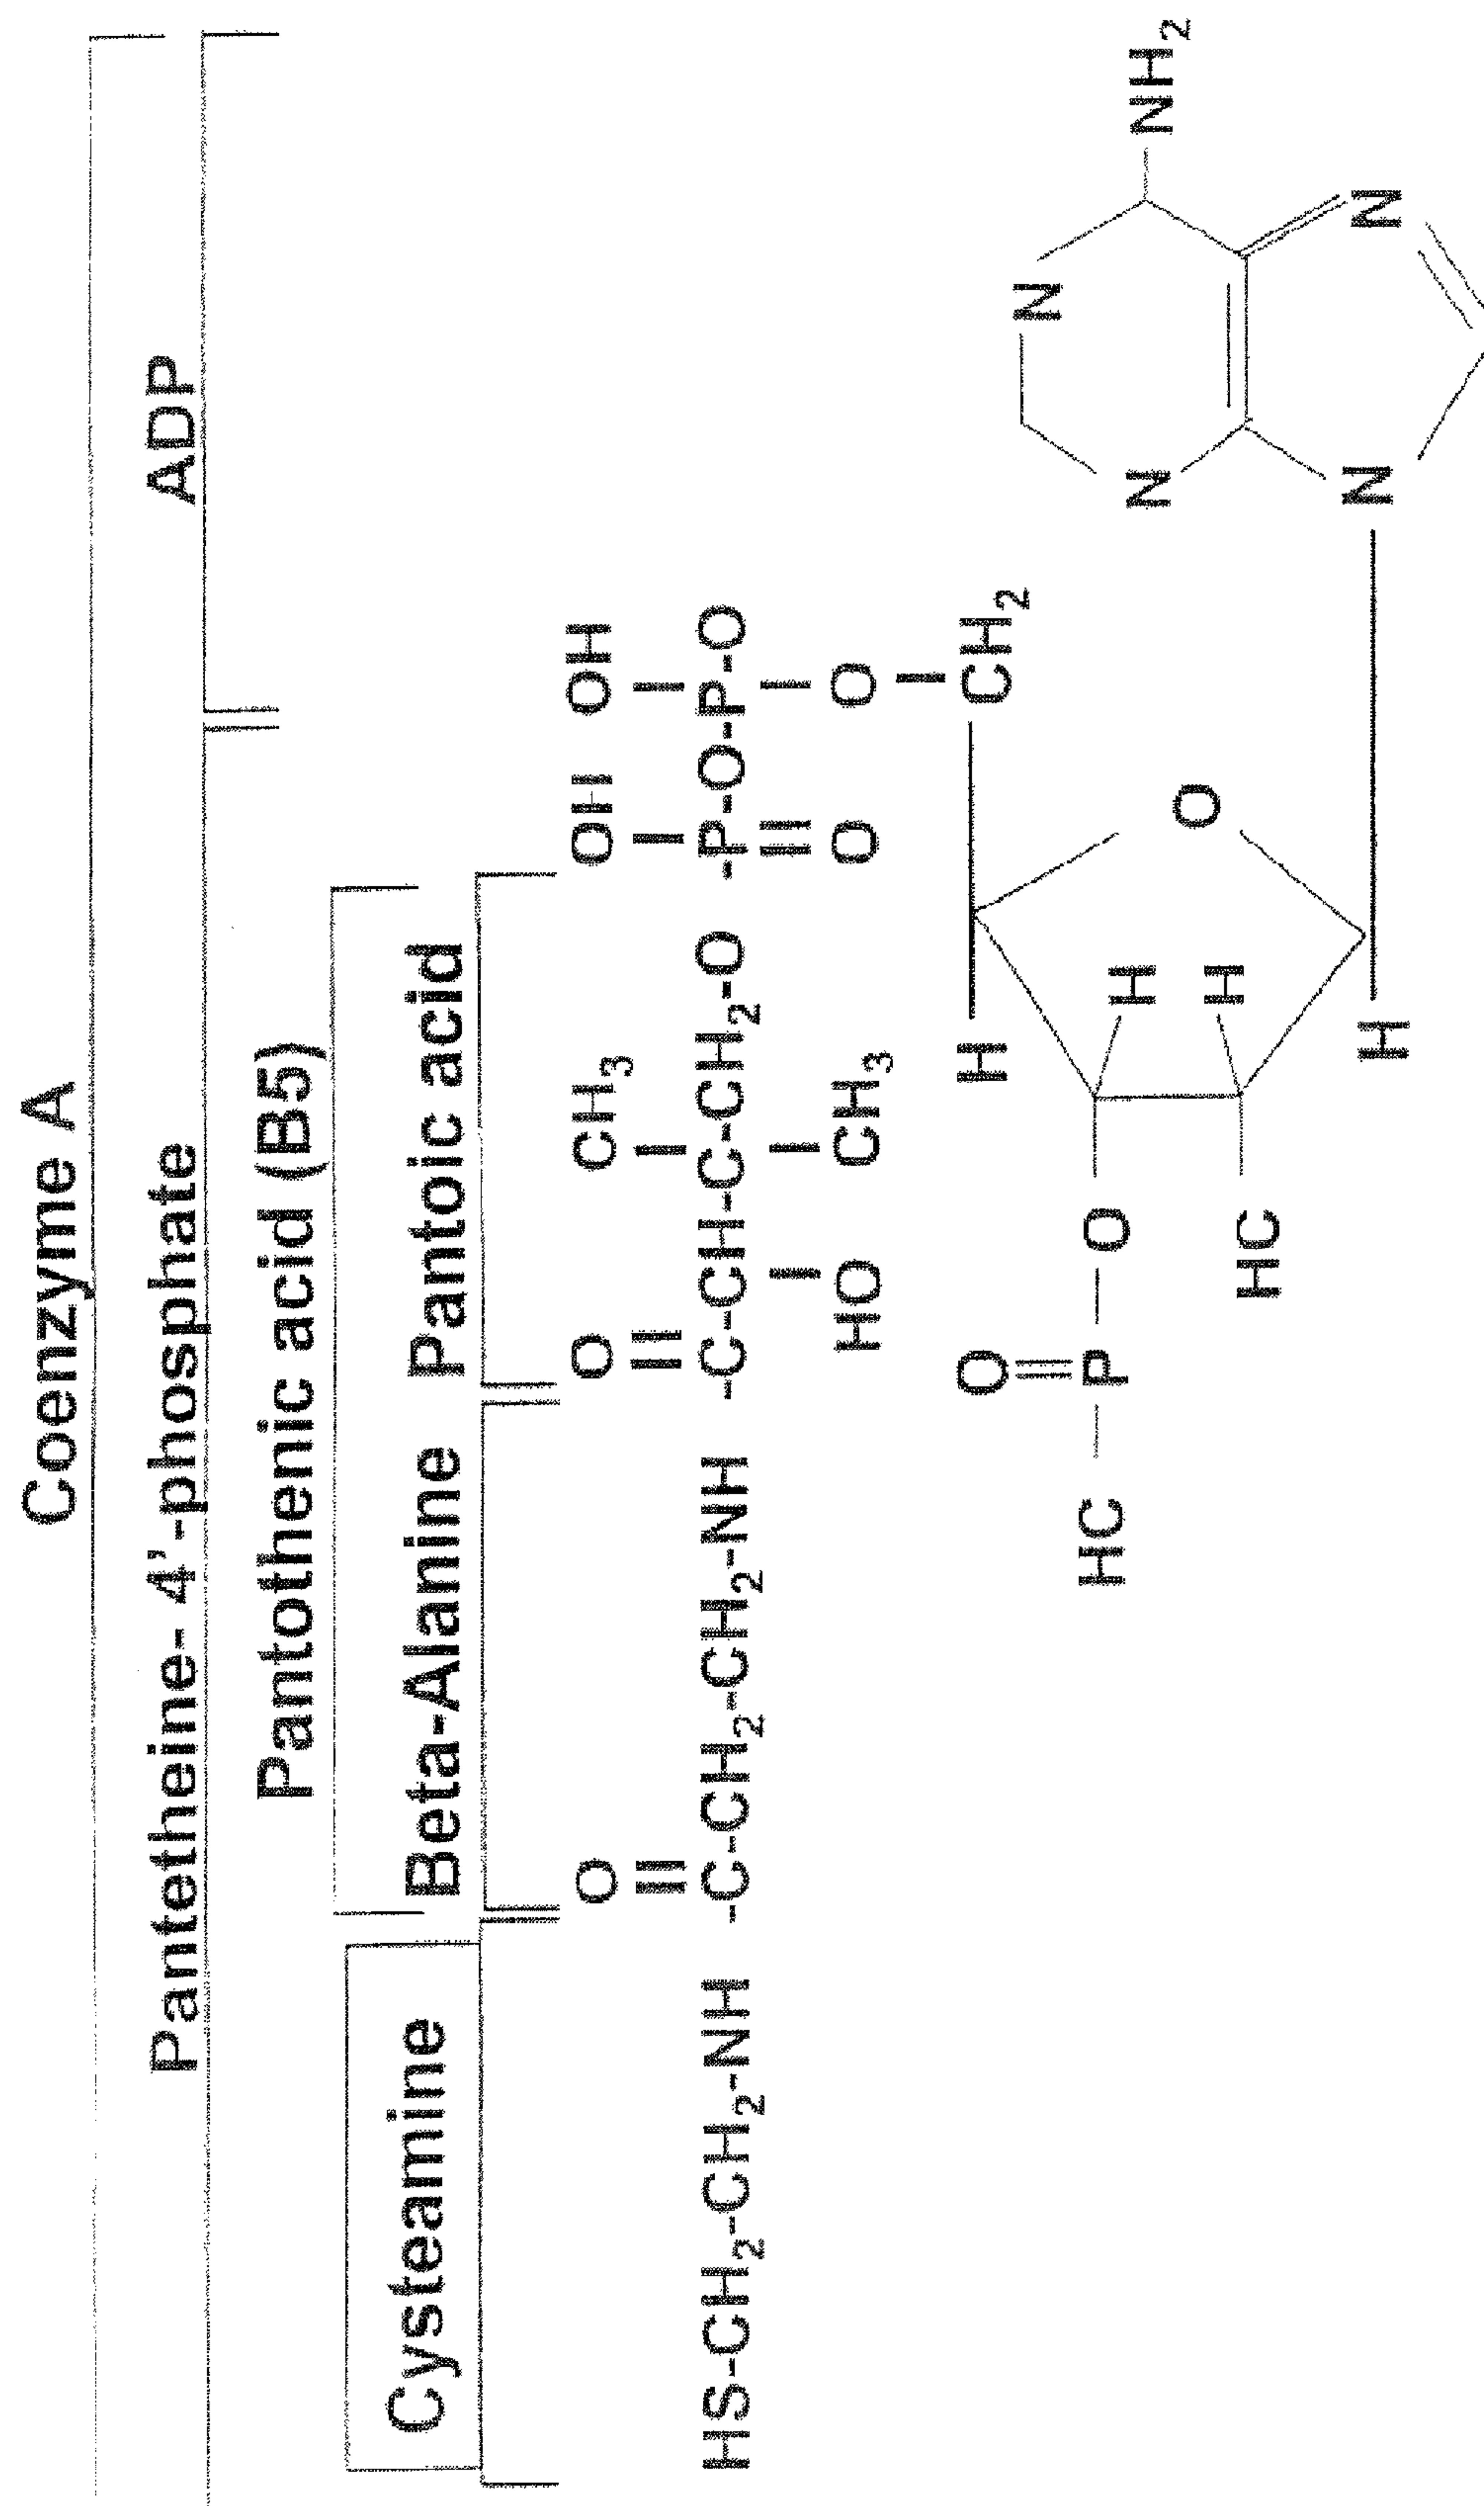 Coenzyme A
Pantetheine- 4'-phosphate
ADP
Pantothenic acid (B5)
Cysteamine
Beta-Alanine
Pantoic acid
O
O
CH3
OH
OH
HS-CH2-CH2-NH
-C-CH2-CH2-NH
-C-CH-C-CH2-O
-P-O-P-O
HO
CH3
O
O
CH2
O
H
N
NH2
HC
P
O
H
N
HC
H
O
H
N
N